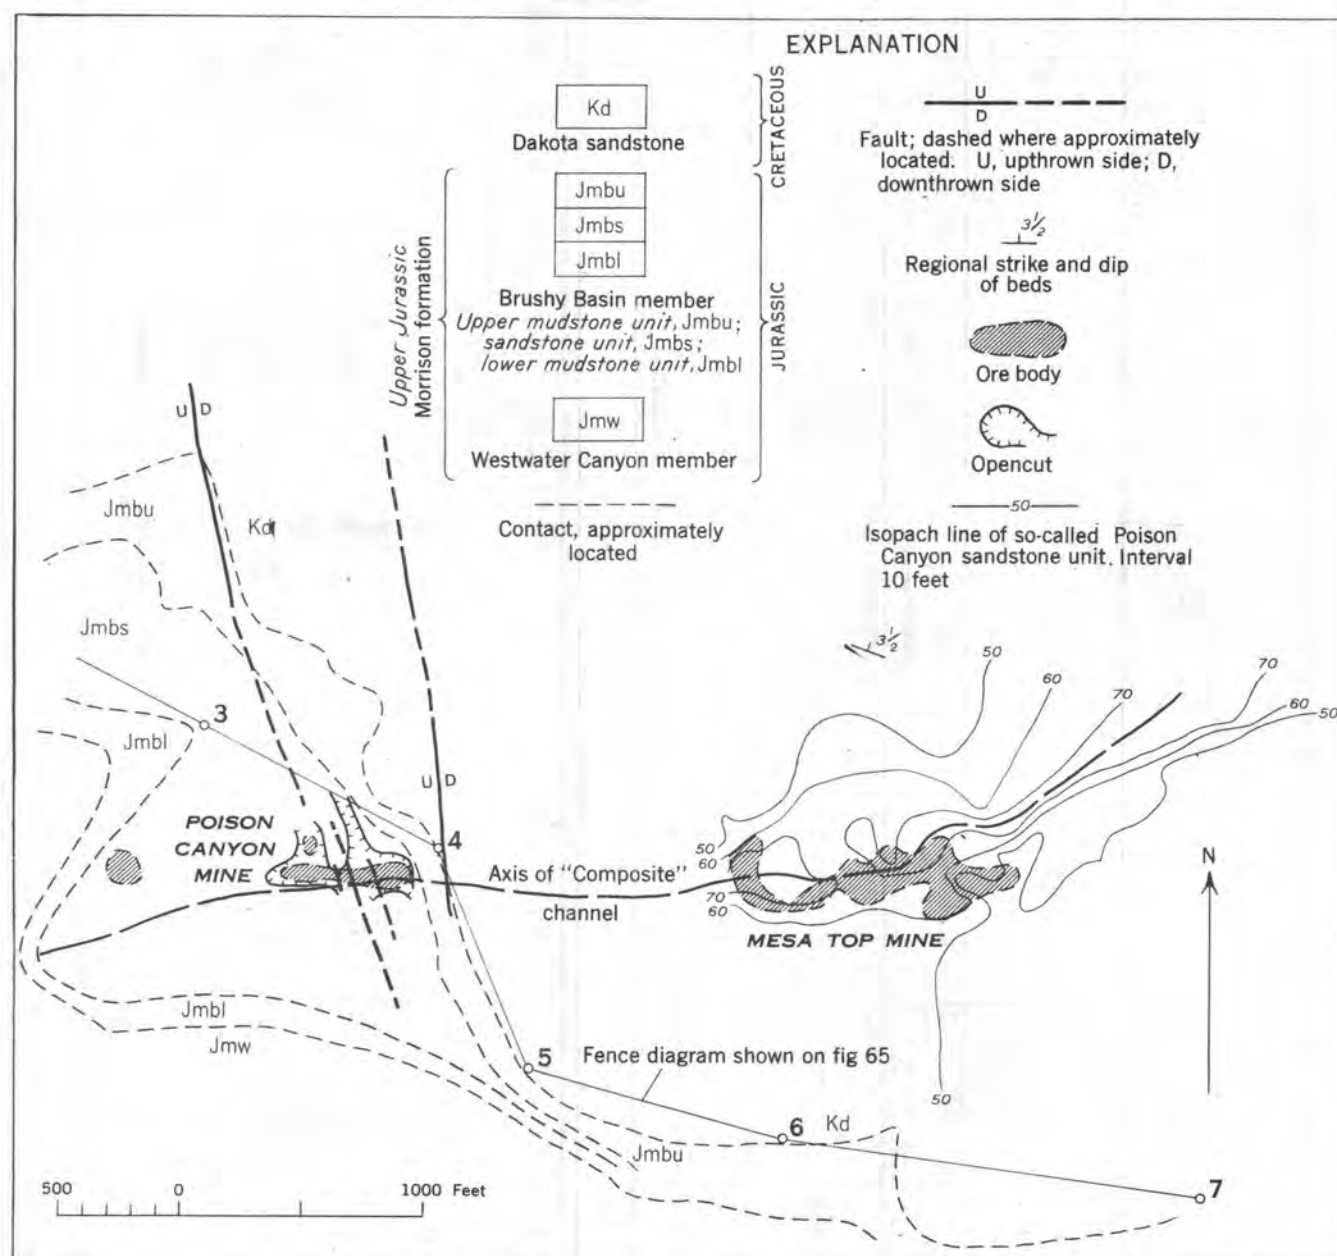 EXPLANATION
Kd
Dakota sandstone
CRETACEOUS
Jmbu
Jmbs
Jmbl
Brushy Basin member
Upper mudstone unit, Jmbu;
sandstone unit, Jmbs;
lower mudstone unit, Jmbl
Jmw
Westwater Canyon member
Upper Jurassic
Morrison formation
JURASSIC
Contact, approximately
located
U
D
Fault; dashed where approximately
located. U, upthrown side; D,
downthrown side
3½
Regional strike and dip
of beds
Ore body
Opencut
50
Isopach line of so-called Poison
Canyon sandstone unit. Interval
10 feet
U D
Jmbu
Kd
Jmbs
3
Jmbl
U D
POISON
CANYON
MINE
4
Axis of "Composite"
channel
3½
50
60
70
70
60
50
50
60
70
60
MESA TOP MINE
N
Jmbl
Jmw
5
Fence diagram shown on fig 65
50
6
Kd
Jmbu
7
500 0 1000 Feet